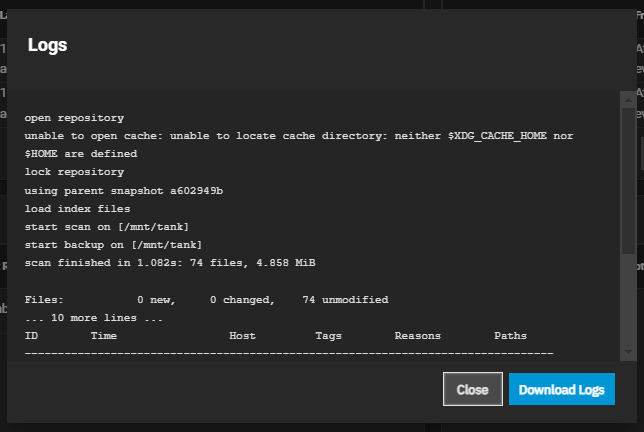 Logs
open repository
unable to open cache: unable to locate cache directory: neither $XDG_CACHE_HOME nor
$HOME are defined
lock repository
using parent snapshot a602949b
load index files
start scan on [/mnt/tank]
start backup on [/mnt/tank]
scan finished in 1.082s: 74 files, 4.858 MiB
Files: 0 new, 0 changed, 74 unmodified
... 10 more lines ...
ID Time Host Tags Reasons Paths
--------------------------------------------------------------------------------
Close Download Logs